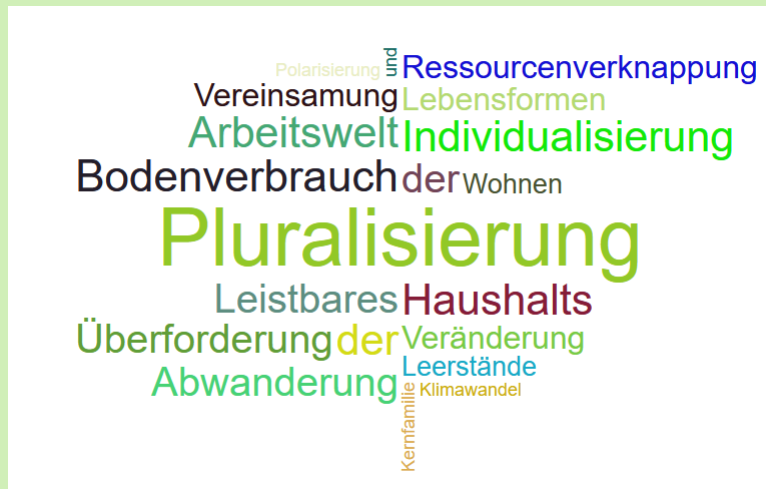 Polarisierung und Ressourcenverknappung
Vereinsamung Lebensformen
Arbeitswelt Individualisierung
Bodenverbrauch der Wohnen
Pluralisierung
Leistbares Haushalts
Überforderung der Veränderung
Abwanderung Leerstände
Kernfamilie Klimawandel